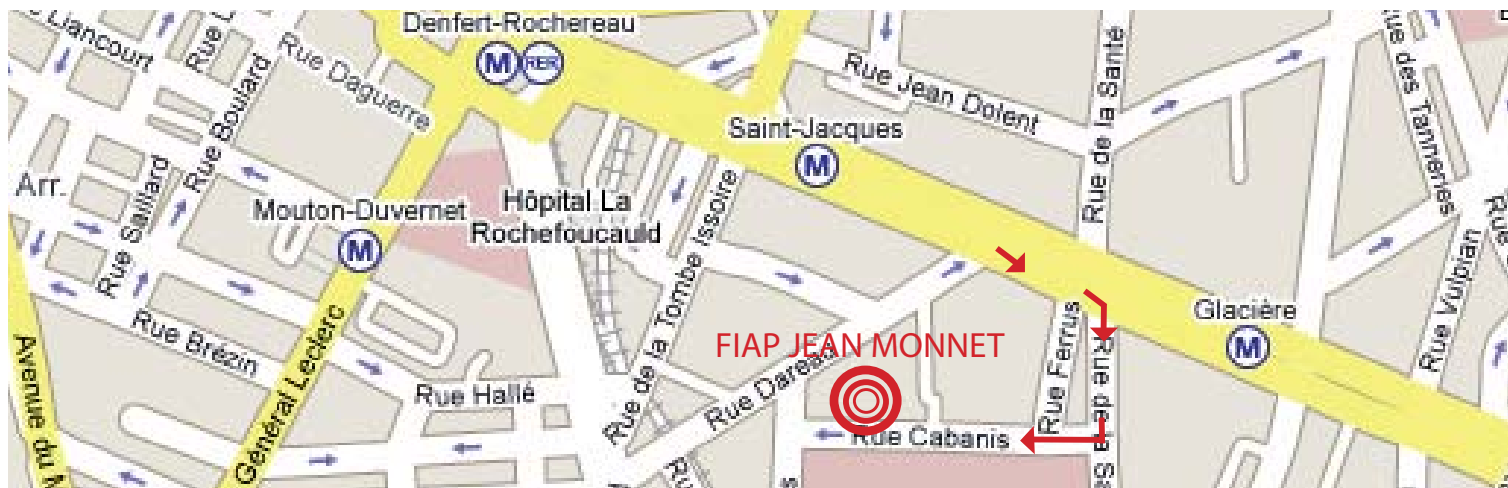 Denfert-Rochereau
M
RER
Liancourt
Rue Daguerre
Rue Boulard
Rue Jean Dolent
Rue de la Santé
Rue des Tanneries
Saint-Jacques
M
Arr.
Rue Saillard
Mouton-Duvernet
M
Hôpital La
Rochefoucauld
Rue de la Tombe Issoire
Rue Vulpian
Glacière
M
Rue Brézin
Général Leclerc
Avenue du
FIAP JEAN MONNET
Rue Ferrus
Rue Hallé
Rue Dareau
Rue Cabanis
Rue de la